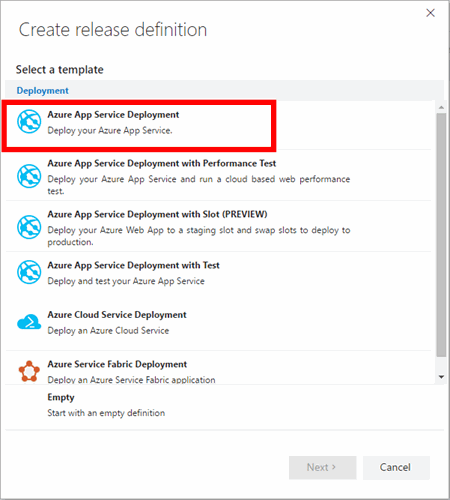 Create release definition
Select a template
Deployment
Azure App Service Deployment
Deploy your Azure App Service.
Azure App Service Deployment with Performance Test
Deploy your Azure App Service and run a cloud based web performance
test.
Azure App Service Deployment with Slot (PREVIEW)
Deploy your Azure Web App to a staging slot and swap slots to deploy to
production.
Azure App Service Deployment with Test
Deploy and test your Azure App Service
Azure Cloud Service Deployment
Deploy an Azure Cloud Service
Azure Service Fabric Deployment
Deploy an Azure Service Fabric application
Empty
Start with an empty definition
Next >
Cancel